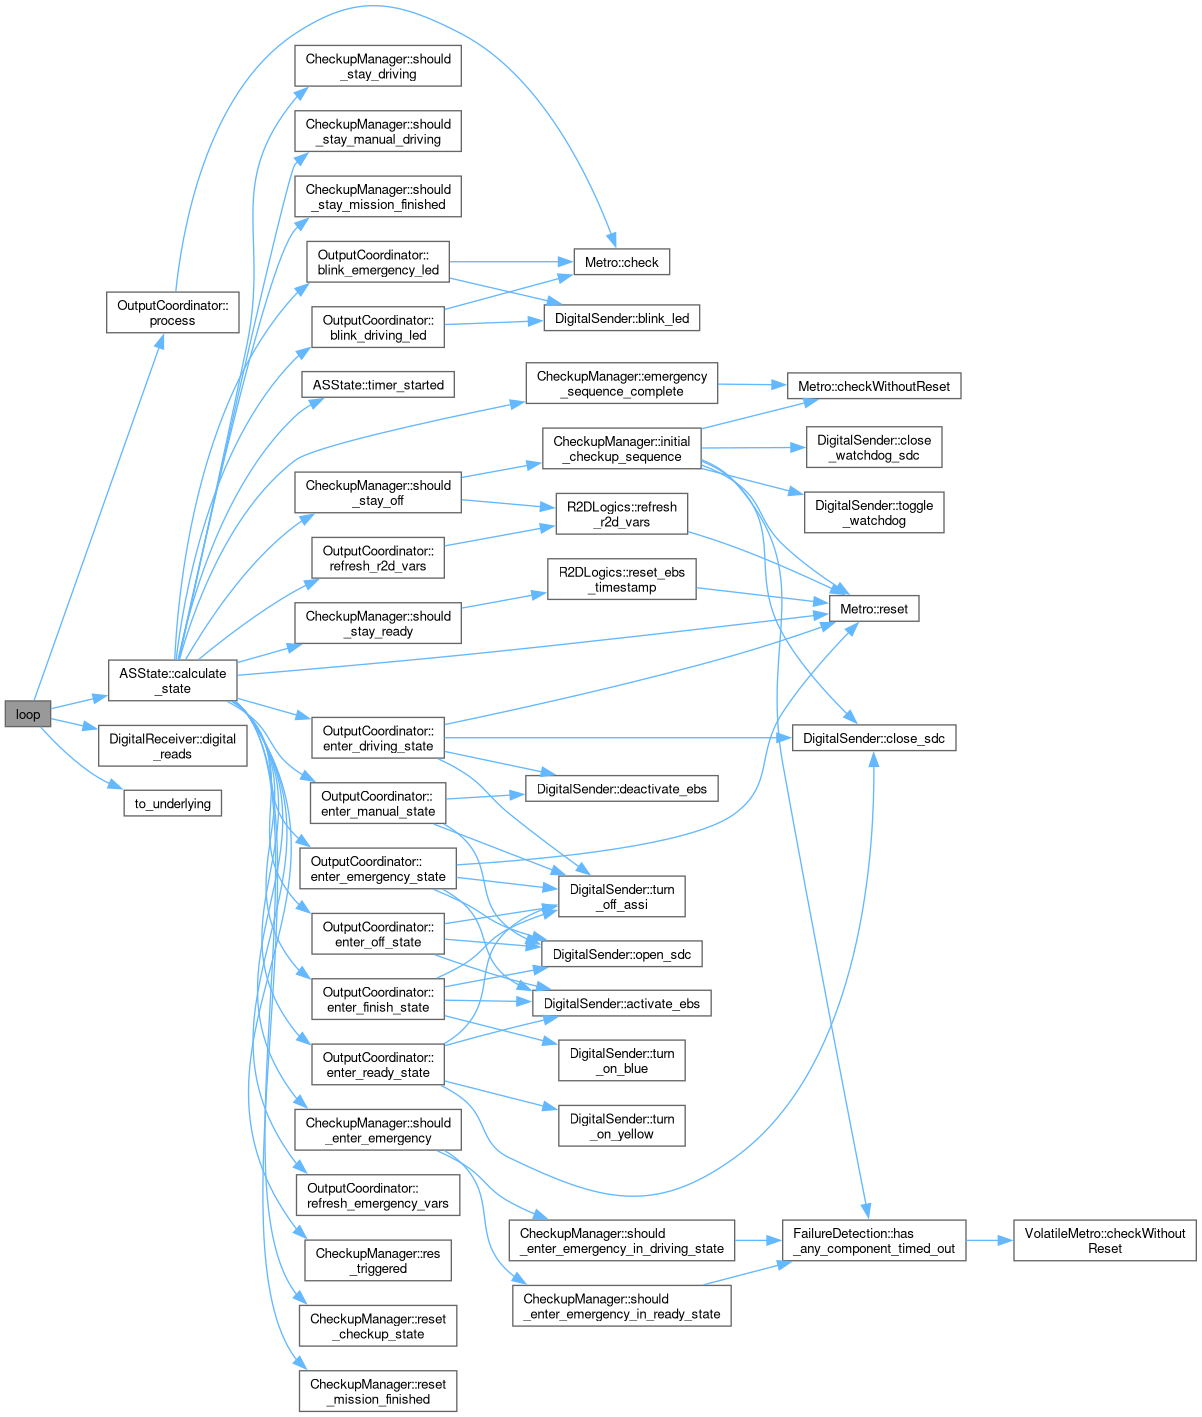 CheckupManager::should
_stay_driving
CheckupManager::should
_stay_manual_driving
CheckupManager::should
_stay_mission_finished
OutputCoordinator::
blink_emergency_led
Metro::check
OutputCoordinator::
process
DigitalSender::blink_led
OutputCoordinator::
blink_driving_led
ASState::timer_started
CheckupManager::emergency
_sequence_complete
Metro::checkWithoutReset
CheckupManager::initial
_checkup_sequence
DigitalSender::close
_watchdog_sdc
CheckupManager::should
_stay_off
R2DLogics::refresh
_r2d_vars
DigitalSender::toggle
_watchdog
OutputCoordinator::
refresh_r2d_vars
R2DLogics::reset_ebs
_timestamp
Metro::reset
CheckupManager::should
_stay_ready
ASState::calculate
_state
loop
DigitalReceiver::digital
_reads
to_underlying
OutputCoordinator::
enter_driving_state
DigitalSender::close_sdc
DigitalSender::deactivate_ebs
OutputCoordinator::
enter_manual_state
OutputCoordinator::
enter_emergency_state
DigitalSender::turn
_off_assi
OutputCoordinator::
enter_off_state
DigitalSender::open_sdc
OutputCoordinator::
enter_finish_state
DigitalSender::activate_ebs
OutputCoordinator::
enter_ready_state
DigitalSender::turn
_on_blue
DigitalSender::turn
_on_yellow
CheckupManager::should
_enter_emergency
OutputCoordinator::
refresh_emergency_vars
CheckupManager::should
_enter_emergency_in_driving_state
FailureDetection::has
_any_component_timed_out
VolatileMetro::checkWithout
Reset
CheckupManager::res
_triggered
CheckupManager::should
_enter_emergency_in_ready_state
CheckupManager::reset
_checkup_state
CheckupManager::reset
_mission_finished